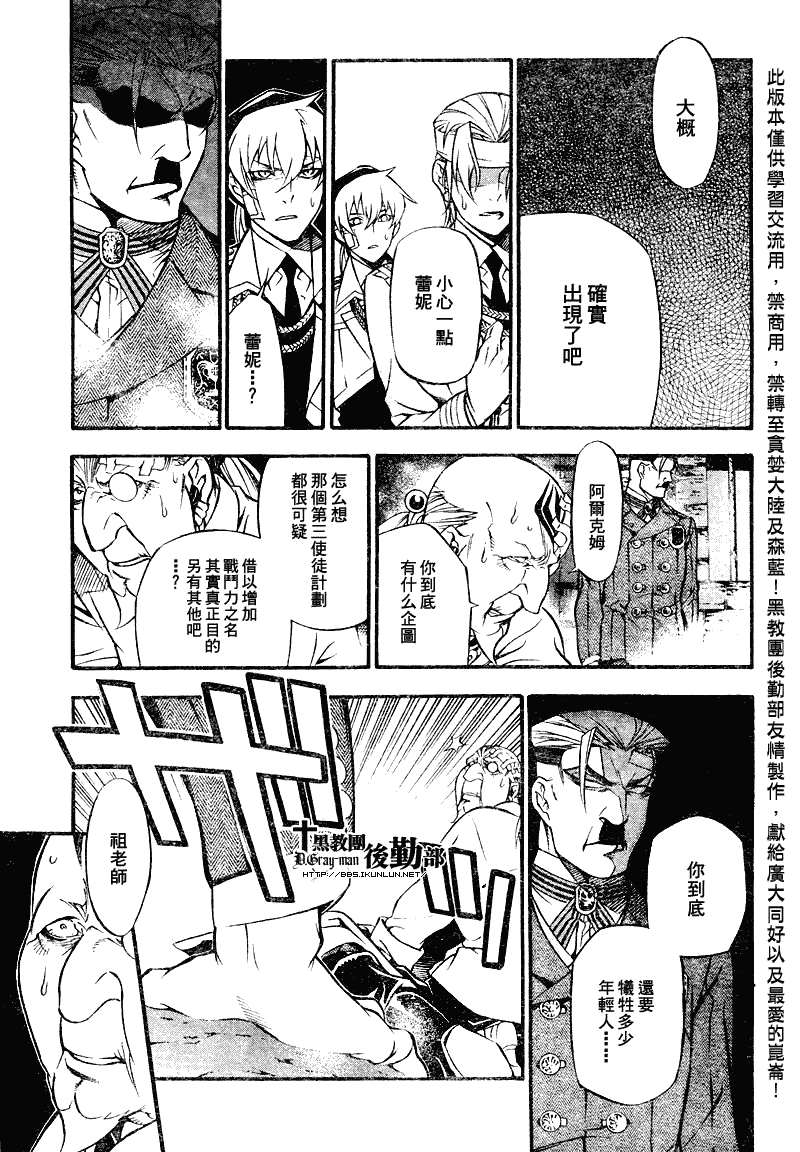 大概
確實
出現了吧
小心一點
蕾妮
蕾妮……?
阿爾克姆
你到底
有什么企圖
怎么想
那個第三使徒計劃
都很可疑
借以增加
戰鬥力之名
其實真正目的
另有其他吧
……?
你到底
還要
犧牲多少
年輕人……
ギギ
黑教團
D.Gray-man 後勤部
HTTP://BBS.IKUNLUN.NET
祖老師
此版本僅供學習交流用，禁商用，禁轉至貪婪大陸及森藍！黑教團後勤部友情製作，獻給廣大同好以及最愛的崑崙！